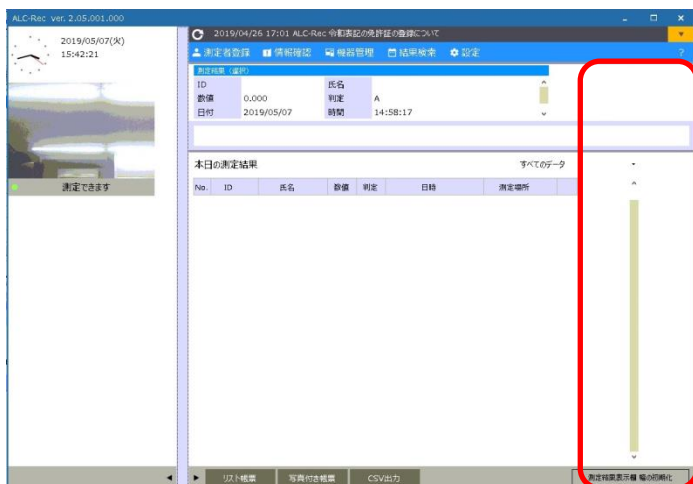 ALC-Rec ver. 2.05.001.000
2019/05/07(火)
15:42:21
測定できます
2019/04/26 17:01 ALC-Rec 令和表記の免許証の登録について
測定者登録 情報確認 機器管理 結果検索 設定 ?
測定結果（選択）
ID 氏名
数値 0.000 判定 A
日付 2019/05/07 時間 14:58:17
本日の測定結果 すべてのデータ
No. ID 氏名 数値 判定 日時 測定場所
リスト帳票 写真付き帳票 CSV出力 測定結果表示欄 幅の初期化